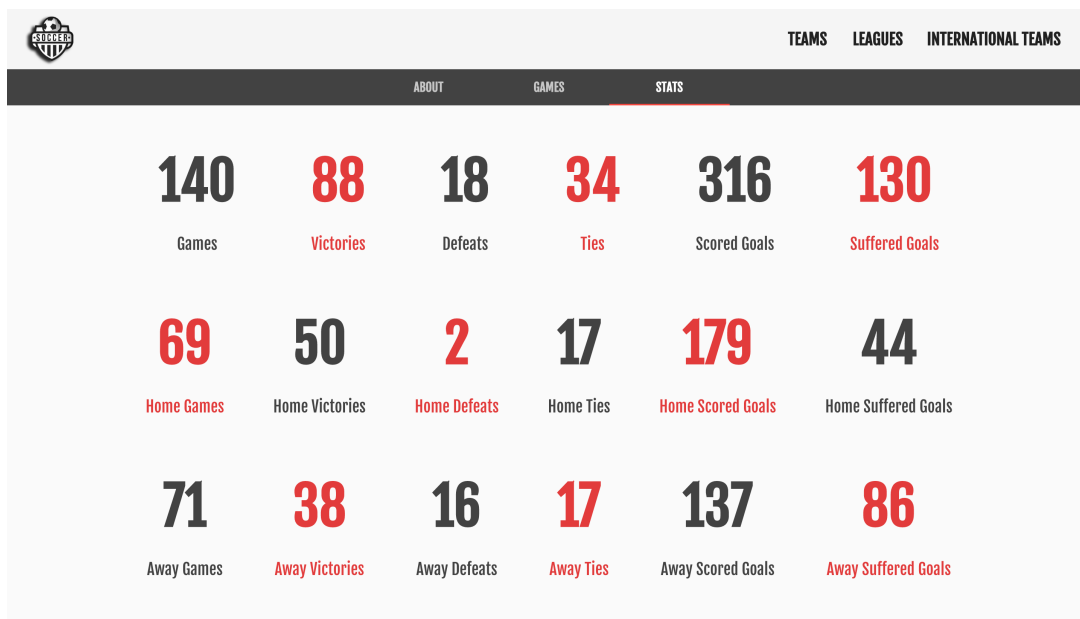 SOCCER
TEAMS LEAGUES INTERNATIONAL TEAMS
ABOUT GAMES STATS
140 88 18 34 316 130
Games Victories Defeats Ties Scored Goals Suffered Goals
69 50 2 17 179 44
Home Games Home Victories Home Defeats Home Ties Home Scored Goals Home Suffered Goals
71 38 16 17 137 86
Away Games Away Victories Away Defeats Away Ties Away Scored Goals Away Suffered Goals